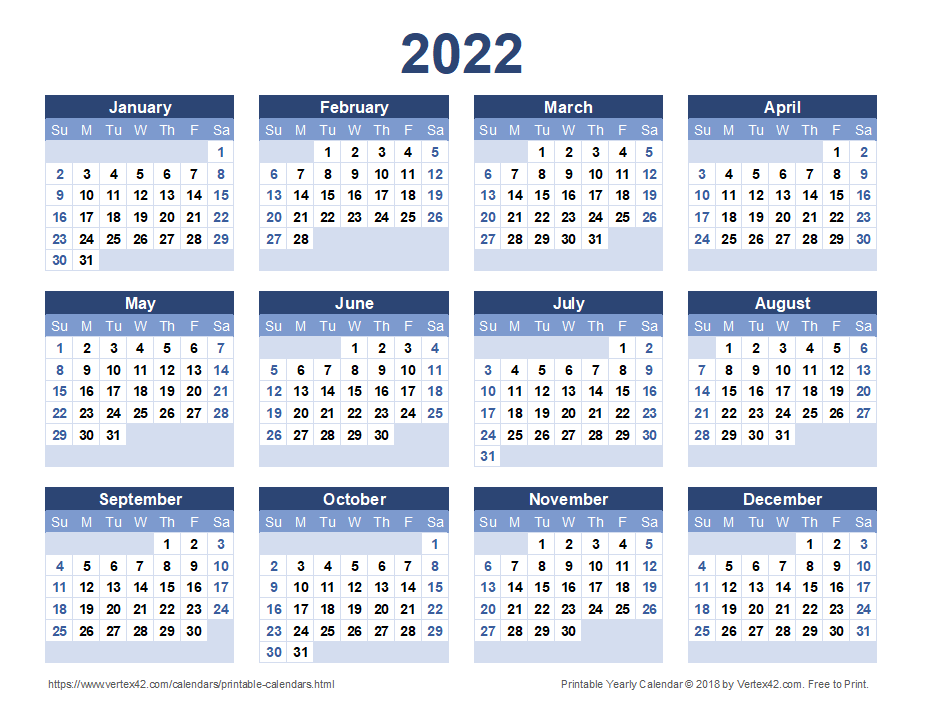 2022
January February March April
Su M Tu W Th F Sa Su M Tu W Th F Sa Su M Tu W Th F Sa Su M Tu W Th F Sa
1 1 2 3 4 5 1 2 3 4 5 1 2
2 3 4 5 6 7 8 6 7 8 9 10 11 12 6 7 8 9 10 11 12 3 4 5 6 7 8 9
9 10 11 12 13 14 15 13 14 15 16 17 18 19 13 14 15 16 17 18 19 10 11 12 13 14 15 16
16 17 18 19 20 21 22 20 21 22 23 24 25 26 20 21 22 23 24 25 26 17 18 19 20 21 22 23
23 24 25 26 27 28 29 27 28 27 28 29 30 31 24 25 26 27 28 29 30
30 31
May June July August
Su M Tu W Th F Sa Su M Tu W Th F Sa Su M Tu W Th F Sa Su M Tu W Th F Sa
1 2 3 4 5 6 7 1 2 3 4 1 2 1 2 3 4 5 6
8 9 10 11 12 13 14 5 6 7 8 9 10 11 3 4 5 6 7 8 9 7 8 9 10 11 12 13
15 16 17 18 19 20 21 12 13 14 15 16 17 18 10 11 12 13 14 15 16 14 15 16 17 18 19 20
22 23 24 25 26 27 28 19 20 21 22 23 24 25 17 18 19 20 21 22 23 21 22 23 24 25 26 27
29 30 31 26 27 28 29 30 24 25 26 27 28 29 30 28 29 30 31
31
September October November December
Su M Tu W Th F Sa Su M Tu W Th F Sa Su M Tu W Th F Sa Su M Tu W Th F Sa
1 2 3 1 1 2 3 4 5 1 2 3
4 5 6 7 8 9 10 2 3 4 5 6 7 8 6 7 8 9 10 11 12 4 5 6 7 8 9 10
11 12 13 14 15 16 17 9 10 11 12 13 14 15 13 14 15 16 17 18 19 11 12 13 14 15 16 17
18 19 20 21 22 23 24 16 17 18 19 20 21 22 20 21 22 23 24 25 26 18 19 20 21 22 23 24
25 26 27 28 29 30 23 24 25 26 27 28 29 27 28 29 30 25 26 27 28 29 30 31
30 31
https://www.vertex42.com/calendars/printable-calendars.html Printable Yearly Calendar © 2018 by Vertex42.com. Free to Print.